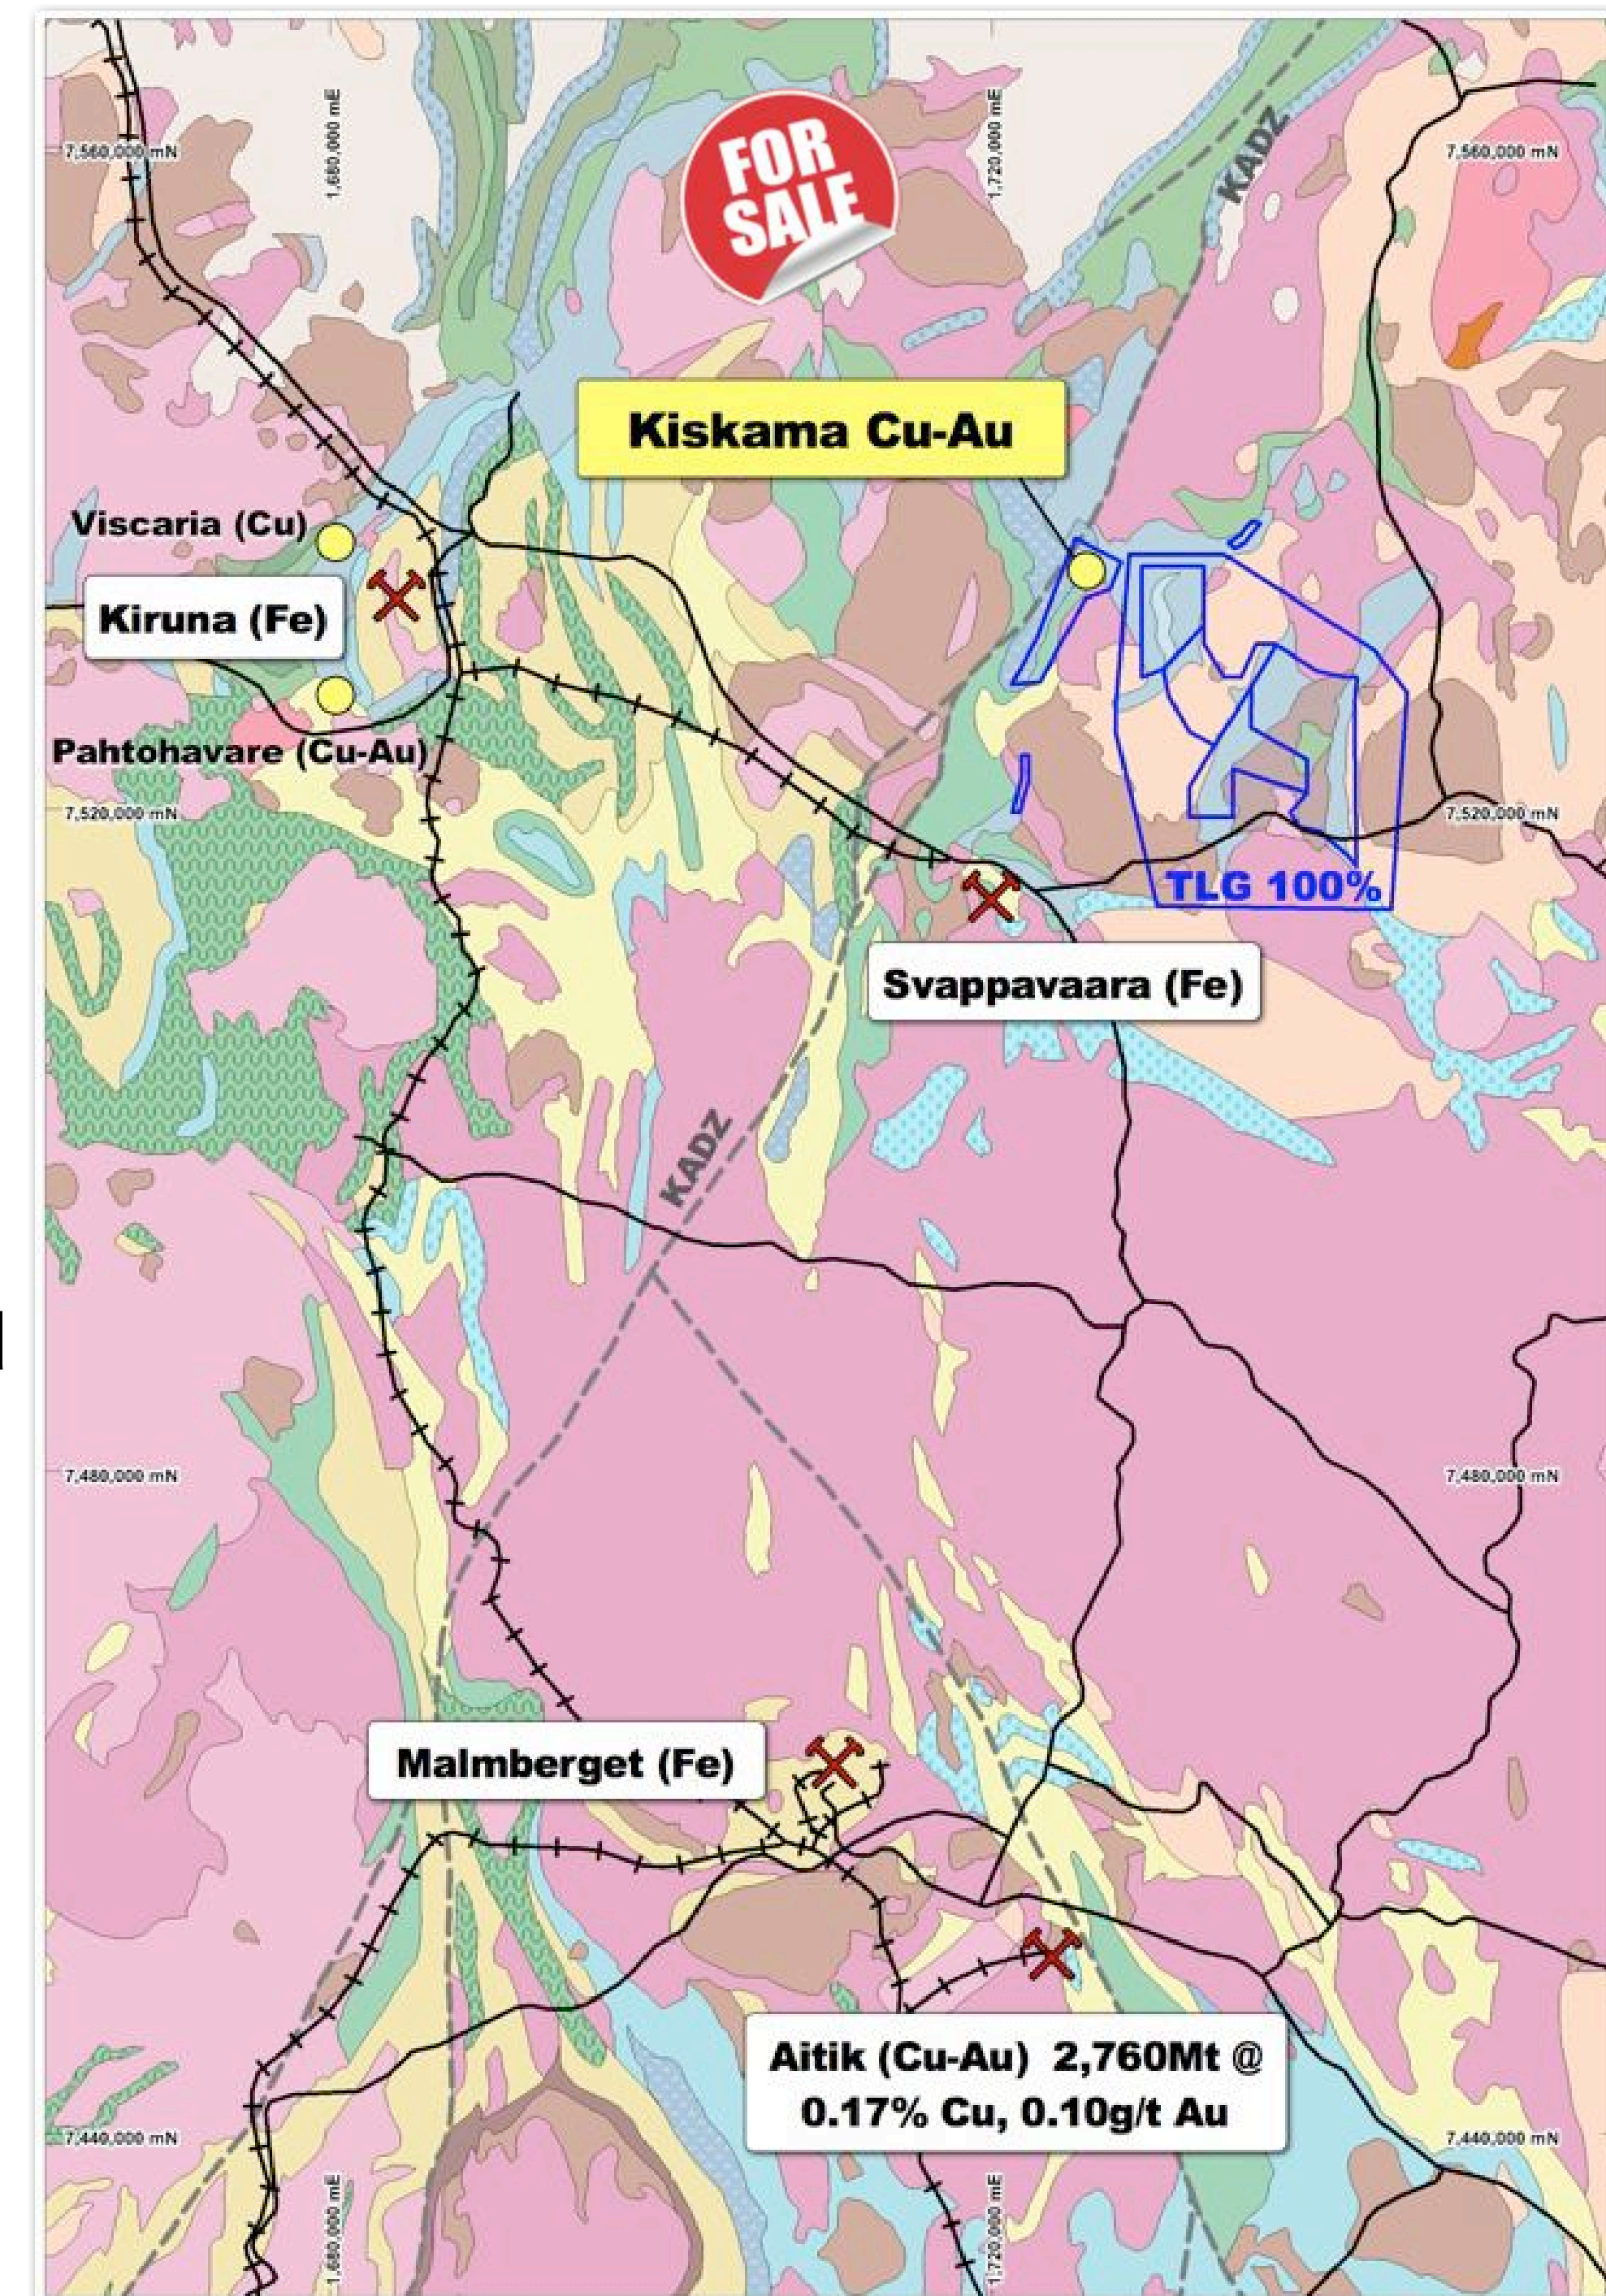 1,680,000 mE
1,720,000 mE
7,560,000 mN
7,560,000 mN
FOR
SALE
KADZ
Kiskama Cu-Au
Viscaria (Cu)
Kiruna (Fe)
Pahtohavare (Cu-Au)
7,520,000 mN
7,520,000 mN
TLG 100%
Svappavaara (Fe)
KADZ
7,480,000 mN
7,480,000 mN
Malmberget (Fe)
Aitik (Cu-Au) 2,760Mt @
0.17% Cu, 0.10g/t Au
7,440,000 mN
7,440,000 mN
1,680,000 mE
1,720,000 mE